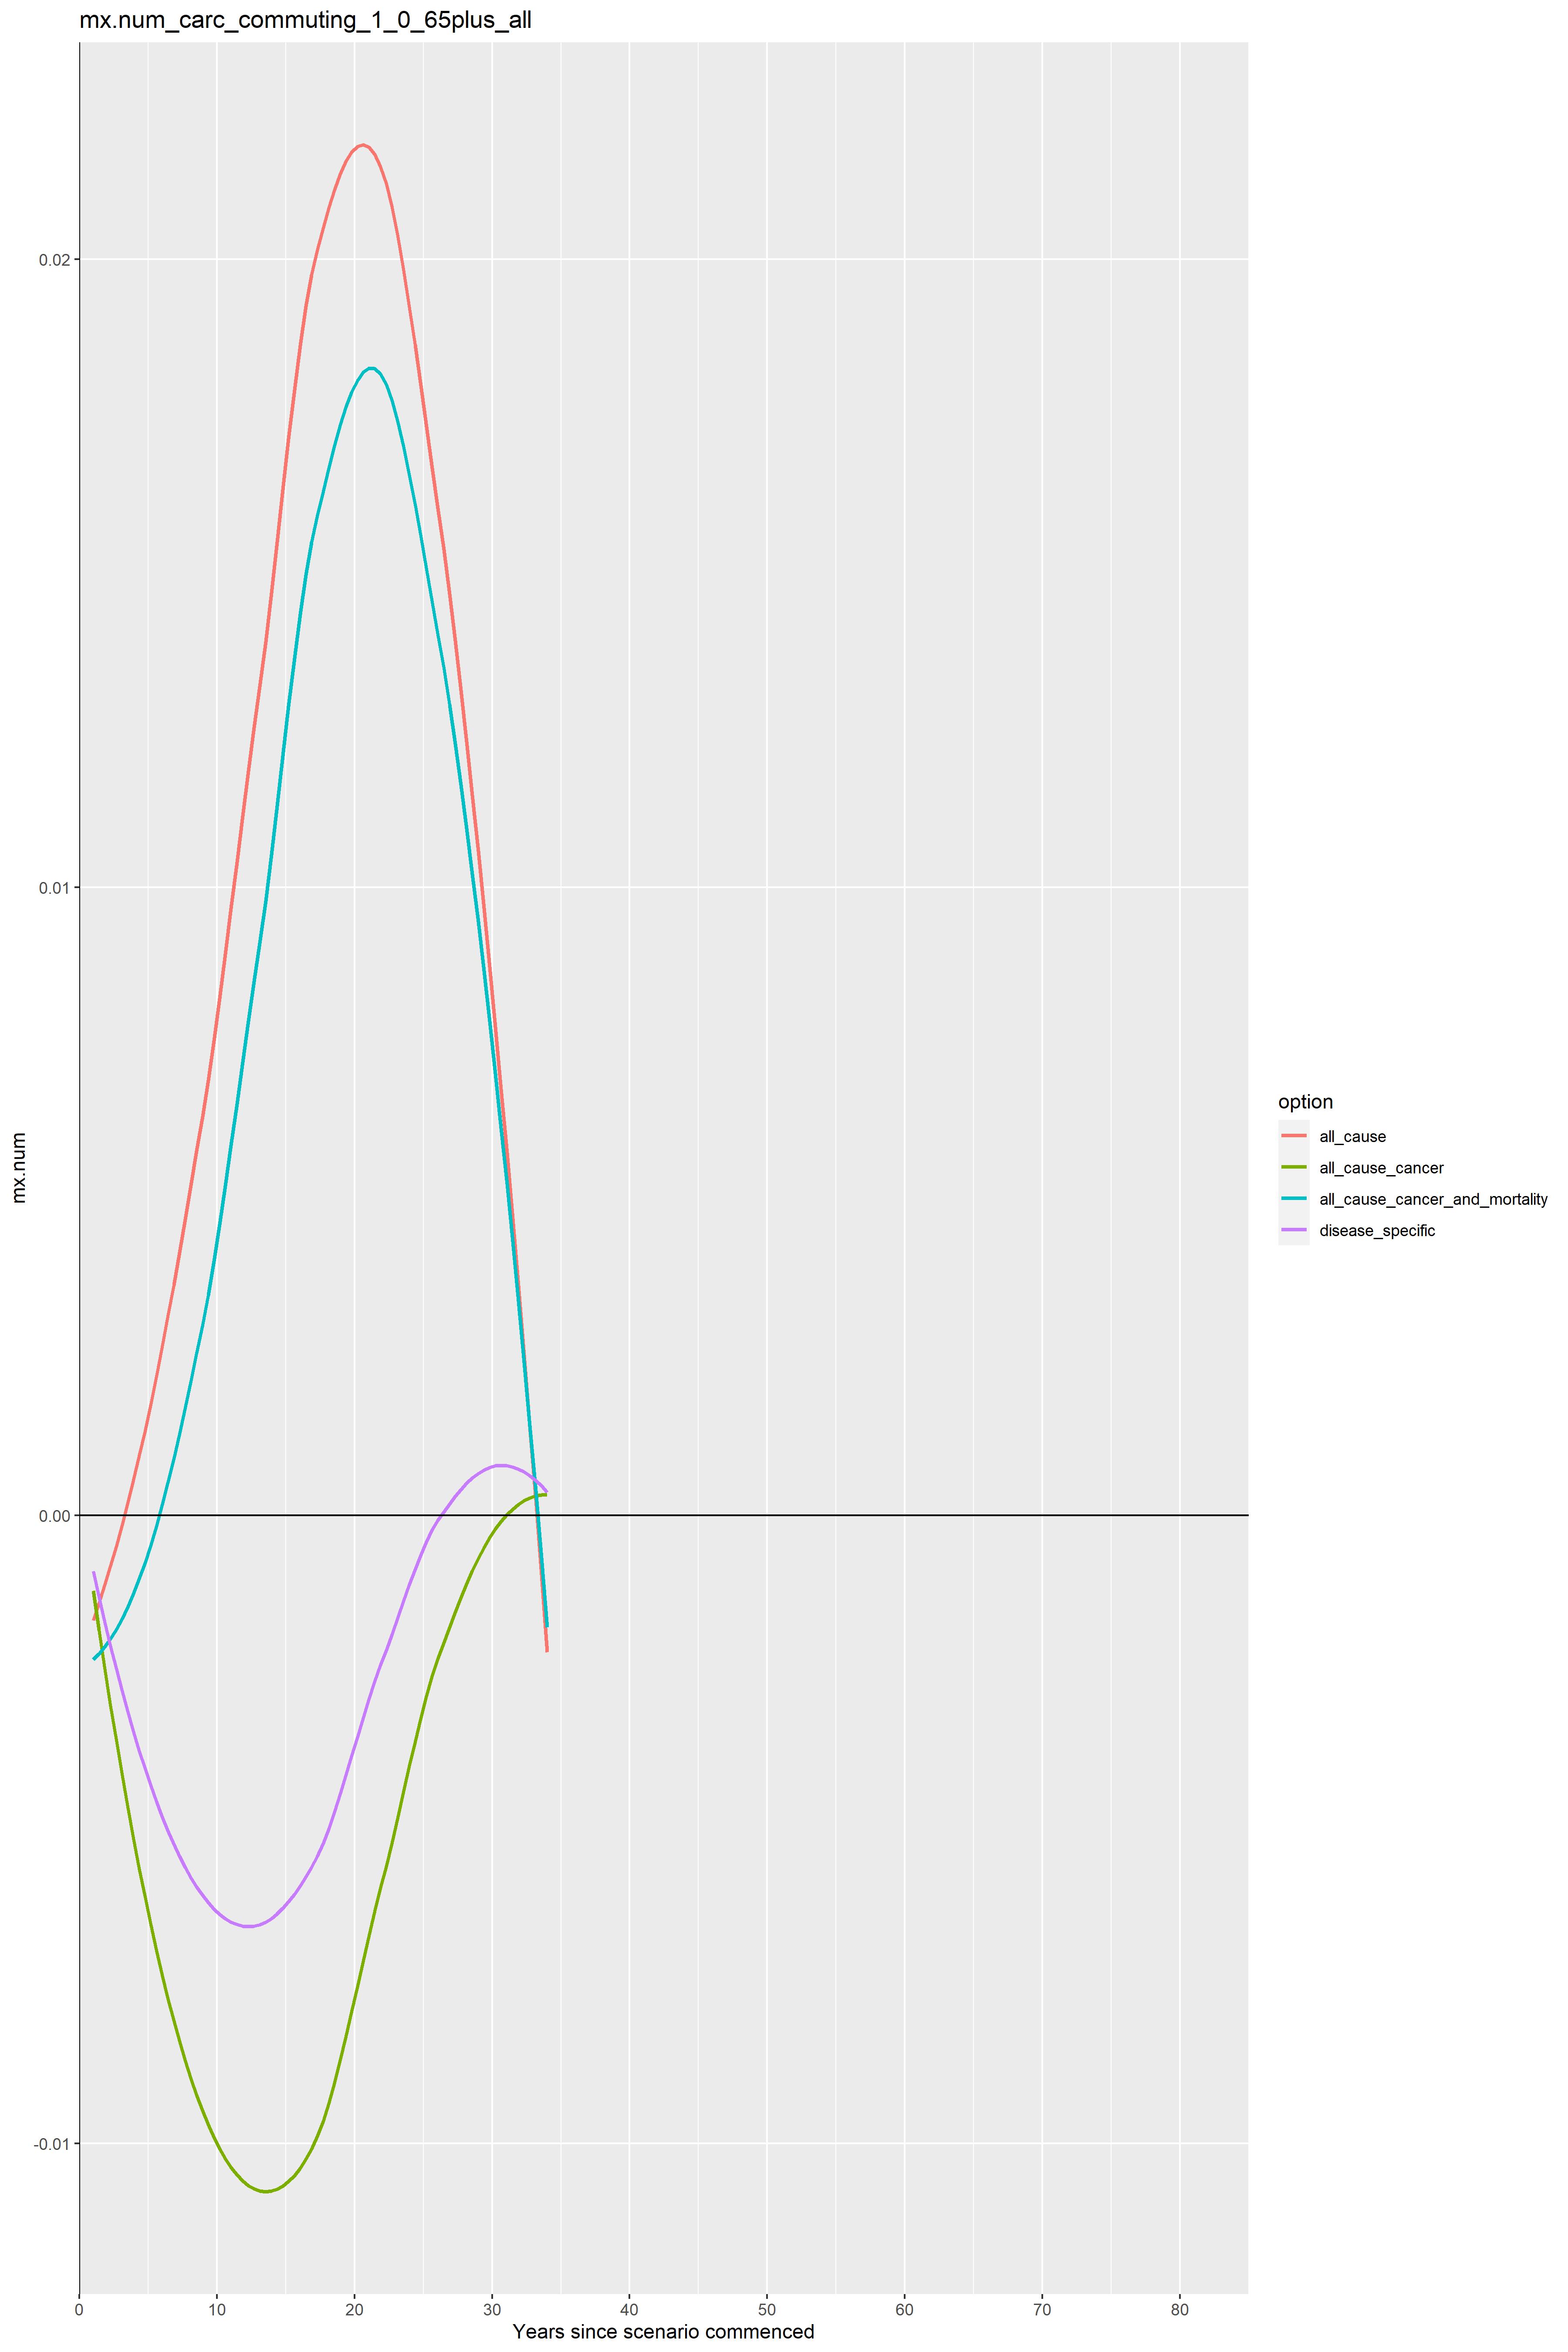 mx.num_carc_commuting_1_0_65plus_all
0.02
0.01
0.00
-0.01
mx.num
0 10 20 30 40 50 60 70 80
Years since scenario commenced
option
all_cause
all_cause_cancer
all_cause_cancer_and_mortality
disease_specific